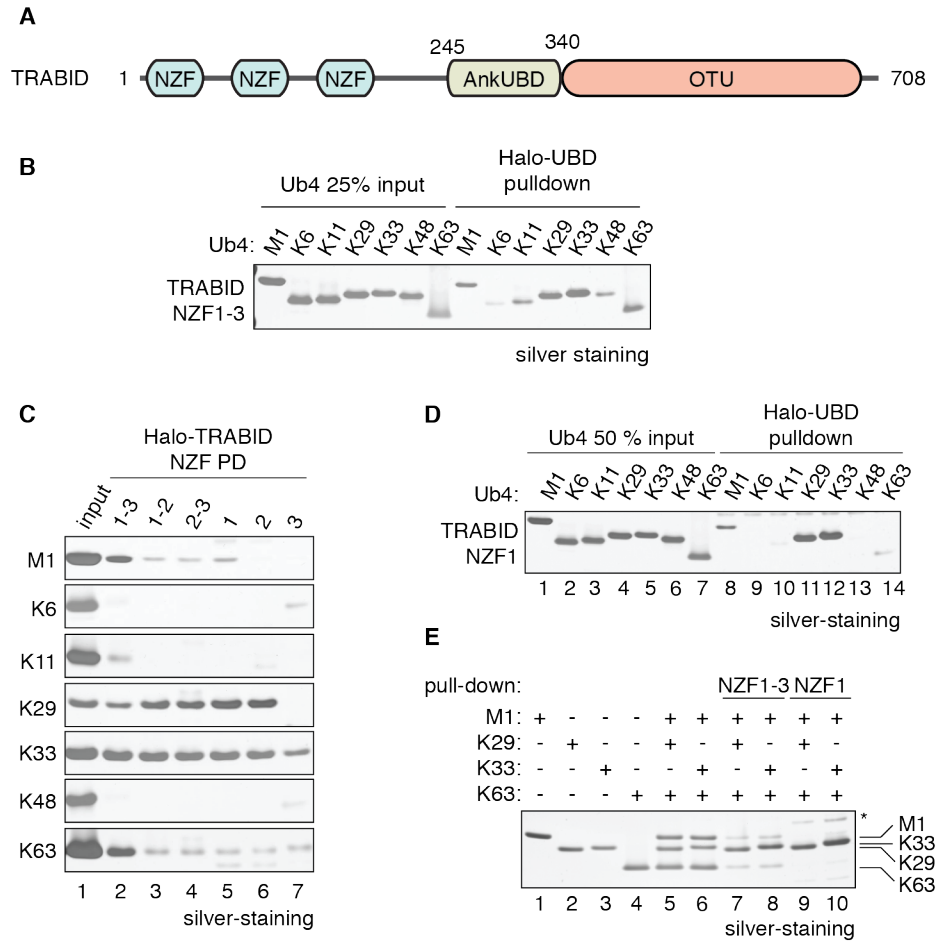 A
245 340
TRABID 1 NZF NZF NZF AnkUBD OTU 708
B
Ub4 25% input
Halo-UBD
pulldown
Ub4: M1 K6 K11 K29 K33 K48 K63 M1 K6 K11 K29 K33 K48 K63
TRABID
NZF1-3
silver staining
C
Halo-TRABID
NZF PD
input 1-3 1-2 2-3 1 2 3
M1
K6
K11
K29
K33
K48
K63
1 2 3 4 5 6 7
silver-staining
D
Ub4 50 % input
Halo-UBD
pulldown
Ub4: M1 K6 K11 K29 K33 K48 K63 M1 K6 K11 K29 K33 K48 K63
TRABID
NZF1
1 2 3 4 5 6 7 8 9 10 11 12 13 14
silver-staining
E
pull-down: NZF1-3 NZF1
M1: + - - - + + + + + +
K29: - + - - + - + - + -
K33: - - + - - + - + - +
K63: - - - + + + + + + +
*
M1
K33
K29
K63
1 2 3 4 5 6 7 8 9 10
silver-staining